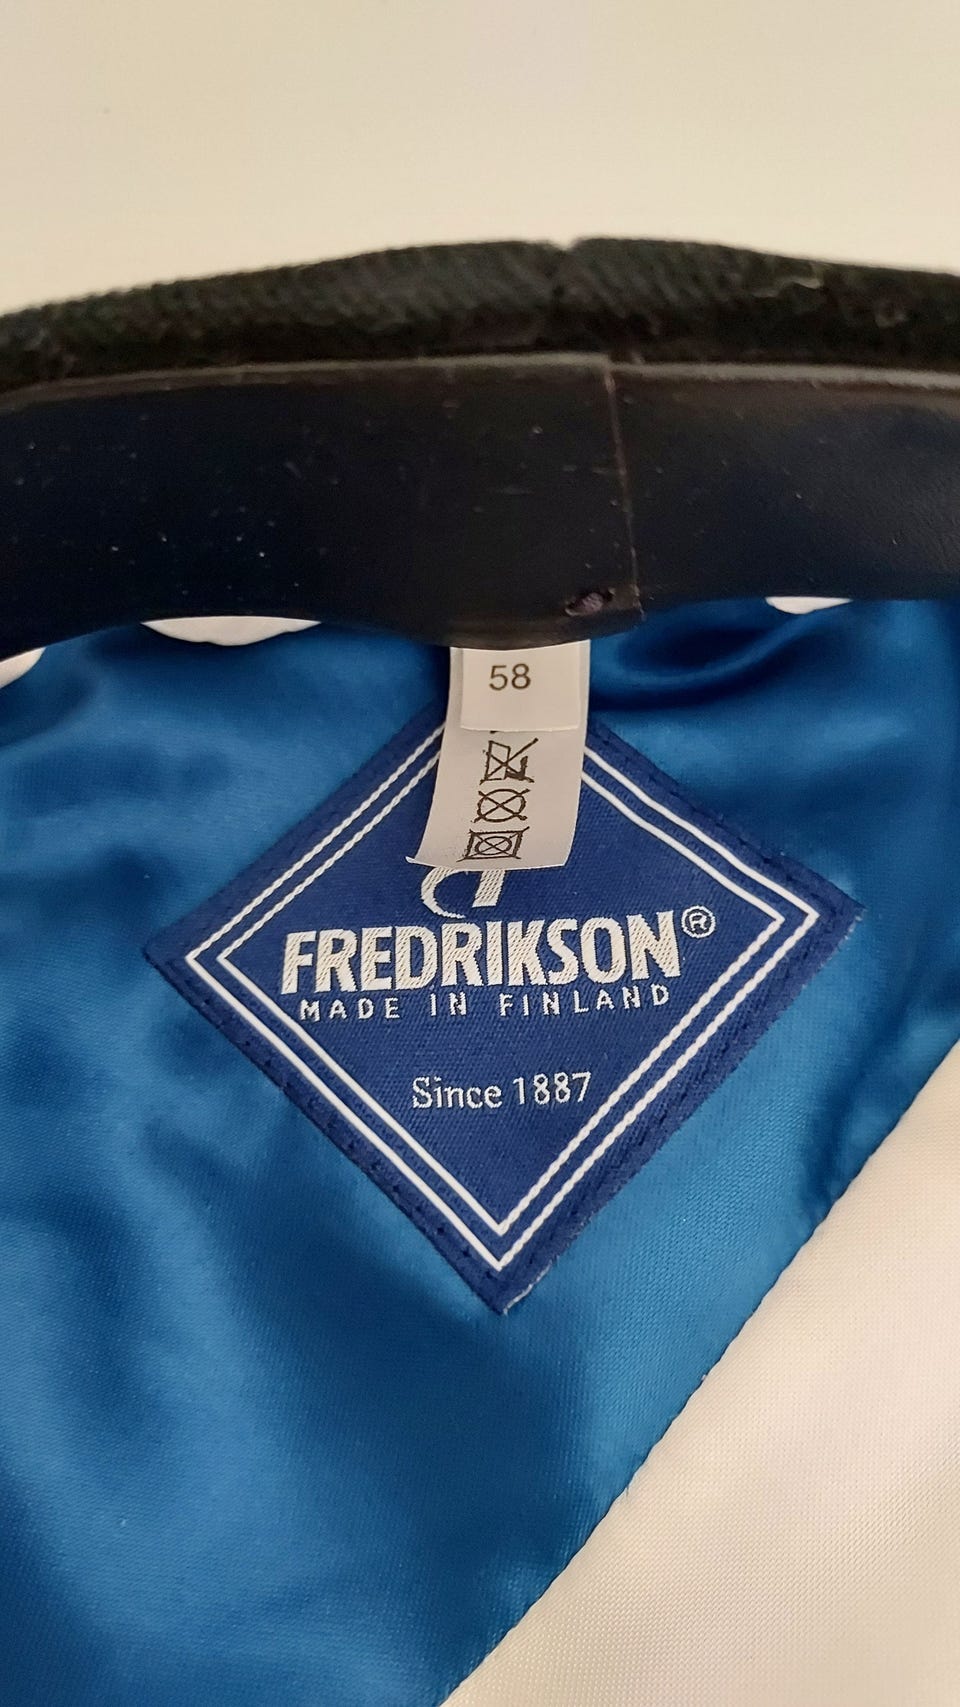 58
FREDRIKSON®
MADE IN FINLAND
Since 1887